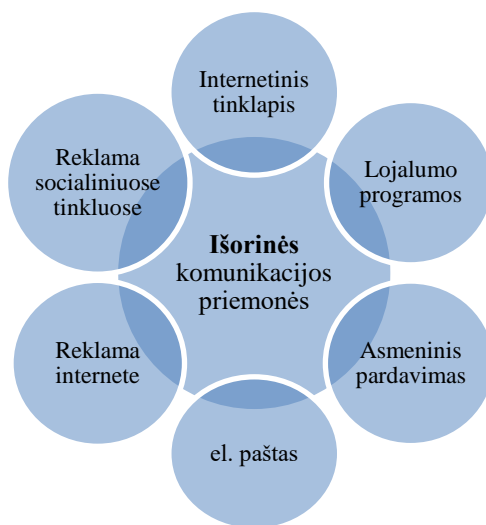 Internetinis
tinklapis
Lojalumo
programos
Asmeninis
pardavimas
el. paštas
Reklama
internete
Reklama
socialiniuose
tinkluose
Išorinės
komunikacijos
priemonės